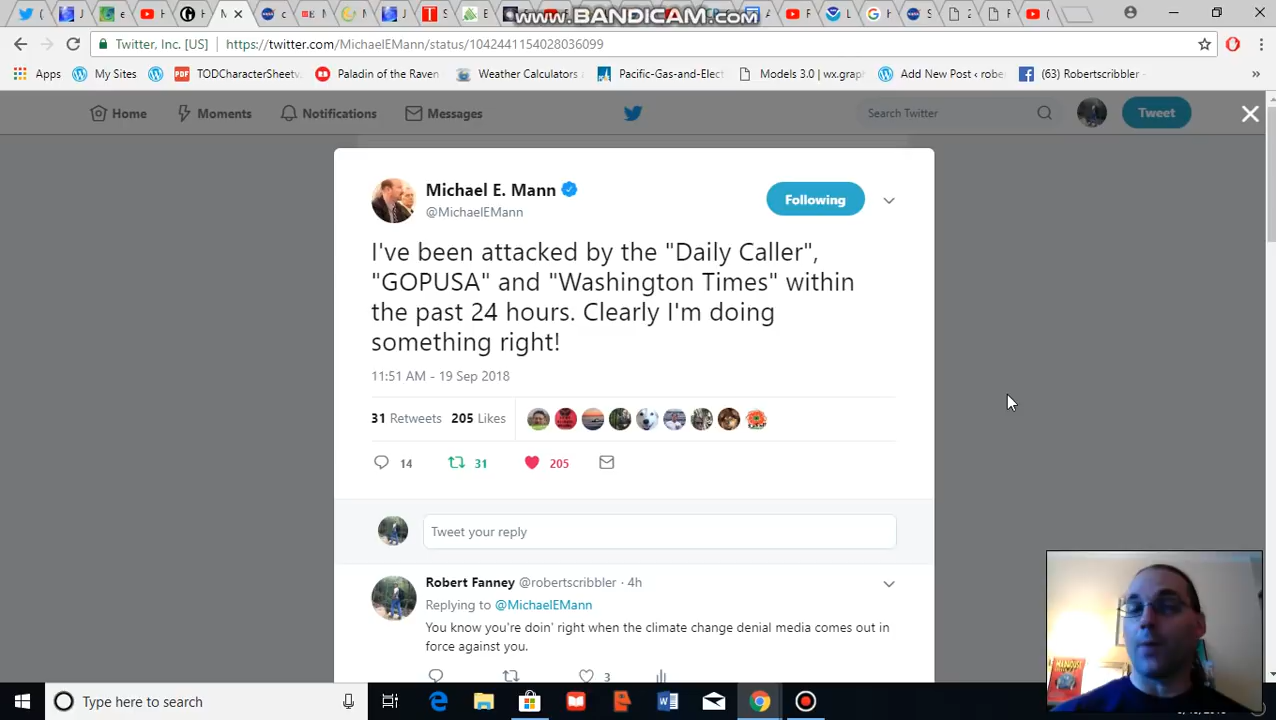 www.BANDICAM.com
Twitter, Inc. [US]
https://twitter.com/MichaelEMann/status/1042441154028036099
Apps
My Sites
TODCharacterSheetv.
Paladin of the Raven
Weather Calculators
Pacific-Gas-and-Elect
Models 3.0 | wx.grap
Add New Post ‹ robe
(63) Robertscribbler
Home
Moments
Notifications
Messages
Search Twitter
Tweet
Michael E. Mann
@MichaelEMann
Following
I've been attacked by the "Daily Caller",
"GOPUSA" and "Washington Times" within
the past 24 hours. Clearly I'm doing
something right!
11:51 AM - 19 Sep 2018
31 Retweets 205 Likes
14 31 205
Tweet your reply
Robert Fanney @robertscribbler · 4h
Replying to @MichaelEMann
You know you're doin' right when the climate change denial media comes out in
force against you.
3
Type here to search